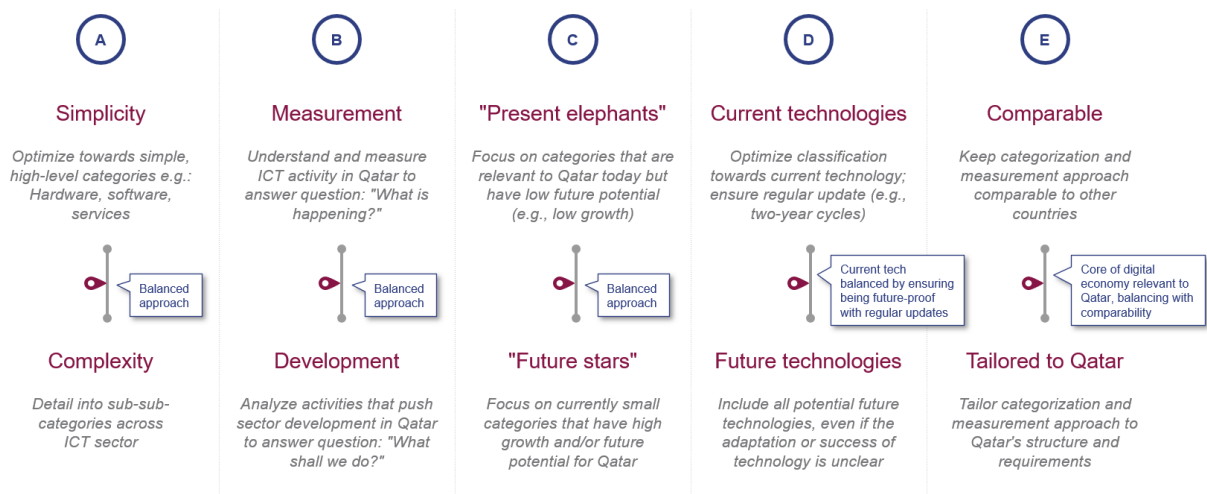 A
Simplicity
Optimize towards simple,
high-level categories e.g.:
Hardware, software,
services
Balanced
approach
Complexity
Detail into sub-sub-
categories across
ICT sector
B
Measurement
Understand and measure
ICT activity in Qatar to
answer question: "What is
happening?"
Balanced
approach
Development
Analyze activities that push
sector development in Qatar
to answer question: "What
shall we do?"
C
"Present elephants"
Focus on categories that are
relevant to Qatar today but
have low future potential
(e.g., low growth)
Balanced
approach
"Future stars"
Focus on currently small
categories that have high
growth and/or future
potential for Qatar
D
Current technologies
Optimize classification
towards current technology;
ensure regular update (e.g.,
two-year cycles)
Current tech
balanced by ensuring
being future-proof
with regular updates
Future technologies
Include all potential future
technologies, even if the
adaptation or success of
technology is unclear
E
Comparable
Keep categorization and
measurement approach
comparable to other
countries
Core of digital
economy relevant to
Qatar, balancing with
comparability
Tailored to Qatar
Tailor categorization and
measurement approach to
Qatar's structure and
requirements